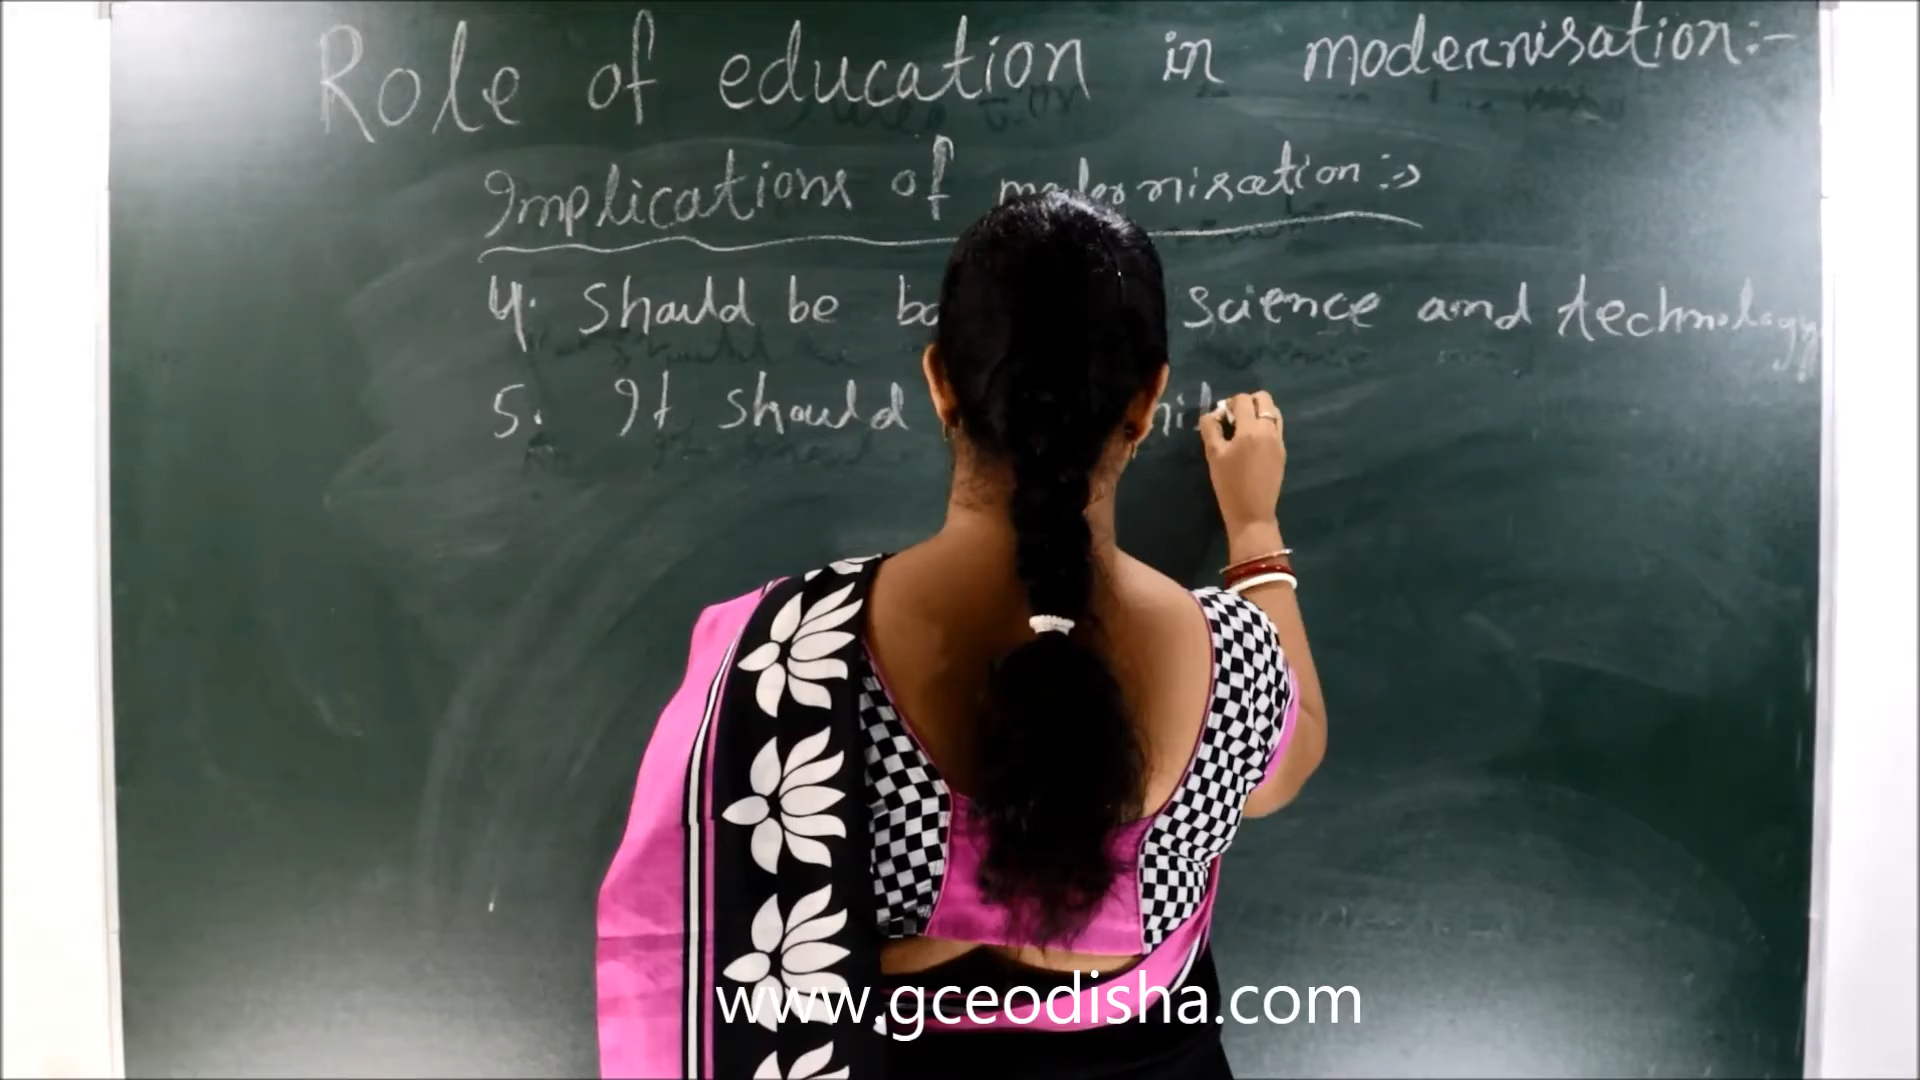 Role of education in modernisation:-
Implications of modernisation:->
4. Should be science and technology
5. It should
www.gceodisha.com